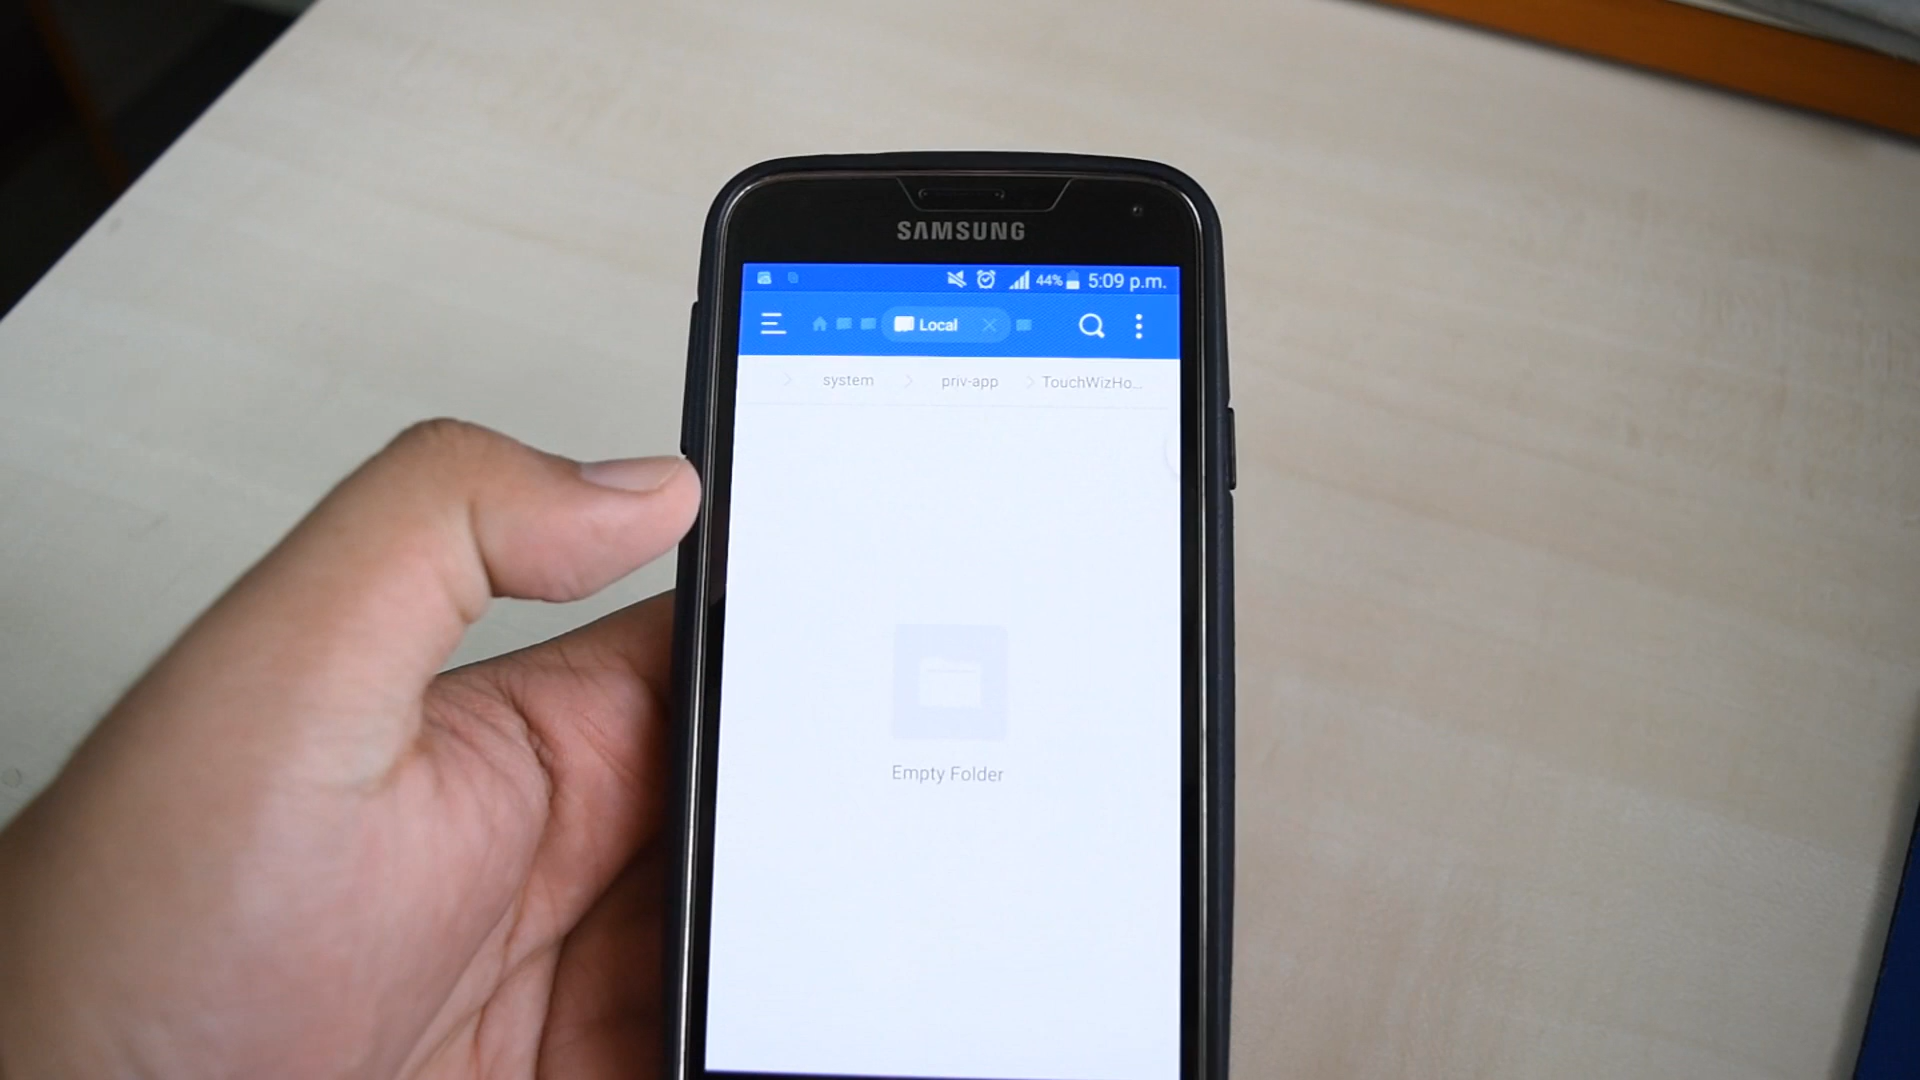 SAMSUNG
44% 5:09 p.m.
Local
system priv-app TouchWizHo...
Empty Folder